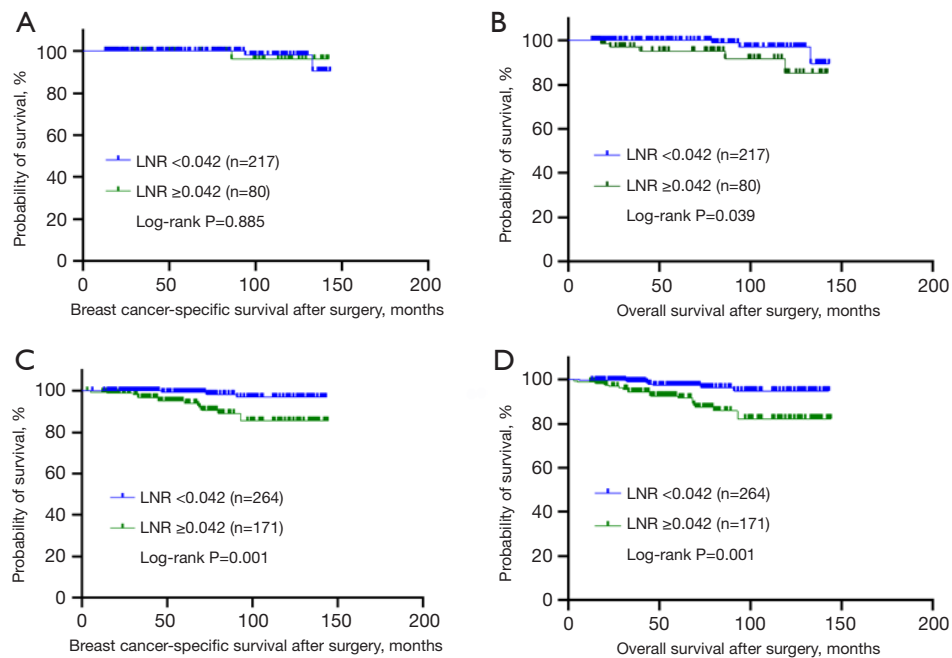 A
Probability of survival, %
100
80
60
40
20
0
LNR <0.042 (n=217)
LNR ≥0.042 (n=80)
Log-rank P=0.885
0 50 100 150 200
Breast cancer-specific survival after surgery, months
B
Probability of survival, %
100
80
60
40
20
0
LNR <0.042 (n=217)
LNR ≥0.042 (n=80)
Log-rank P=0.039
0 50 100 150 200
Overall survival after surgery, months
C
Probability of survival, %
100
80
60
40
20
0
LNR <0.042 (n=264)
LNR ≥0.042 (n=171)
Log-rank P=0.001
0 50 100 150 200
Breast cancer-specific survival after surgery, months
D
Probability of survival, %
100
80
60
40
20
0
LNR <0.042 (n=264)
LNR ≥0.042 (n=171)
Log-rank P=0.001
0 50 100 150 200
Overall survival after surgery, months